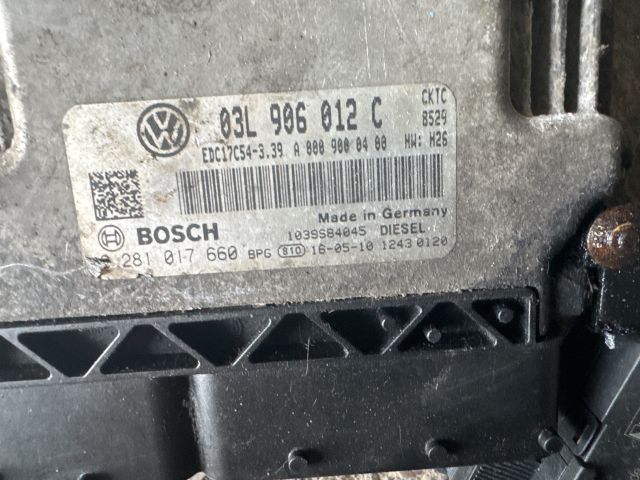 03L 906 012 C CKTC
8529
EDC17C54-3.39 A 000 900 04 00 HW: H26
Made in Germany
BOSCH 1039S84045 DIESEL
281 017 660 BPG 810 16-05-10 1243 0120